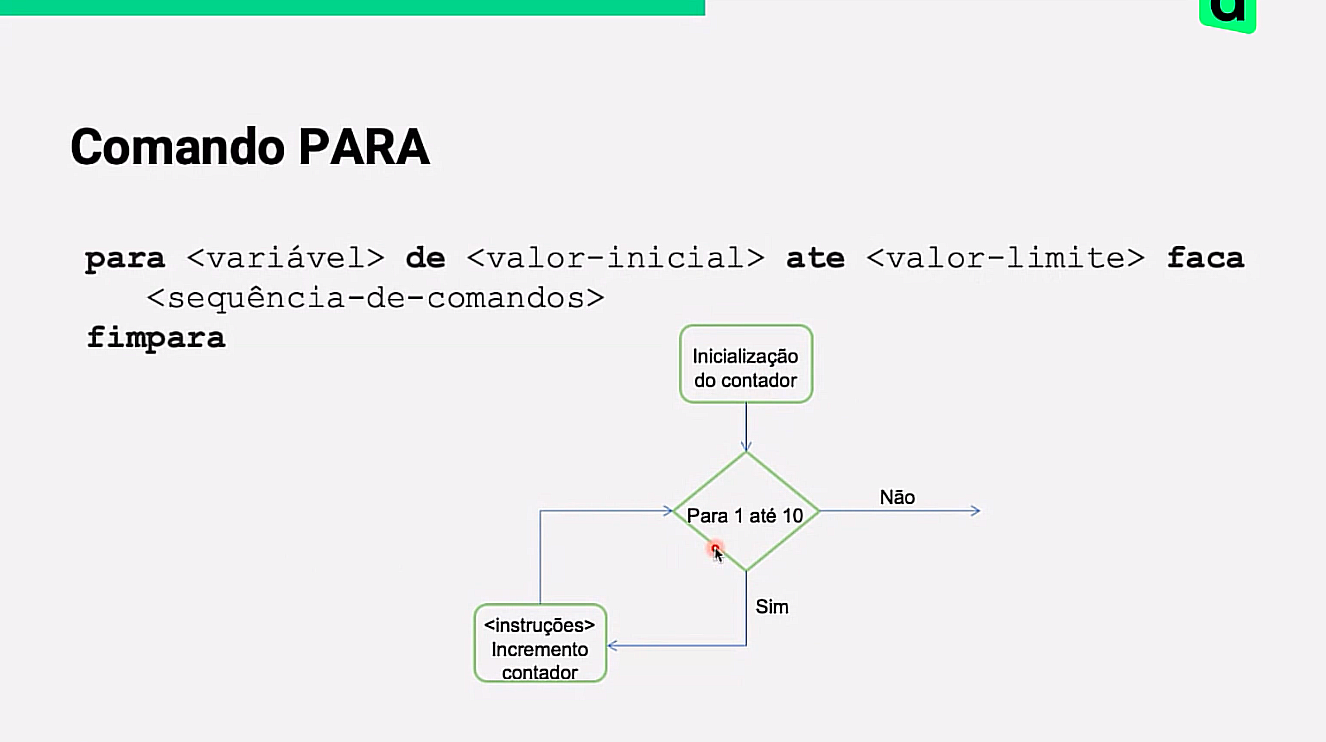 Comando PARA
para <variável> de <valor-inicial> ate <valor-limite> faca
<sequência-de-comandos>
fimpara
Inicialização
do contador
Para 1 até 10
Não
Sim
<instruções>
Incremento
contador